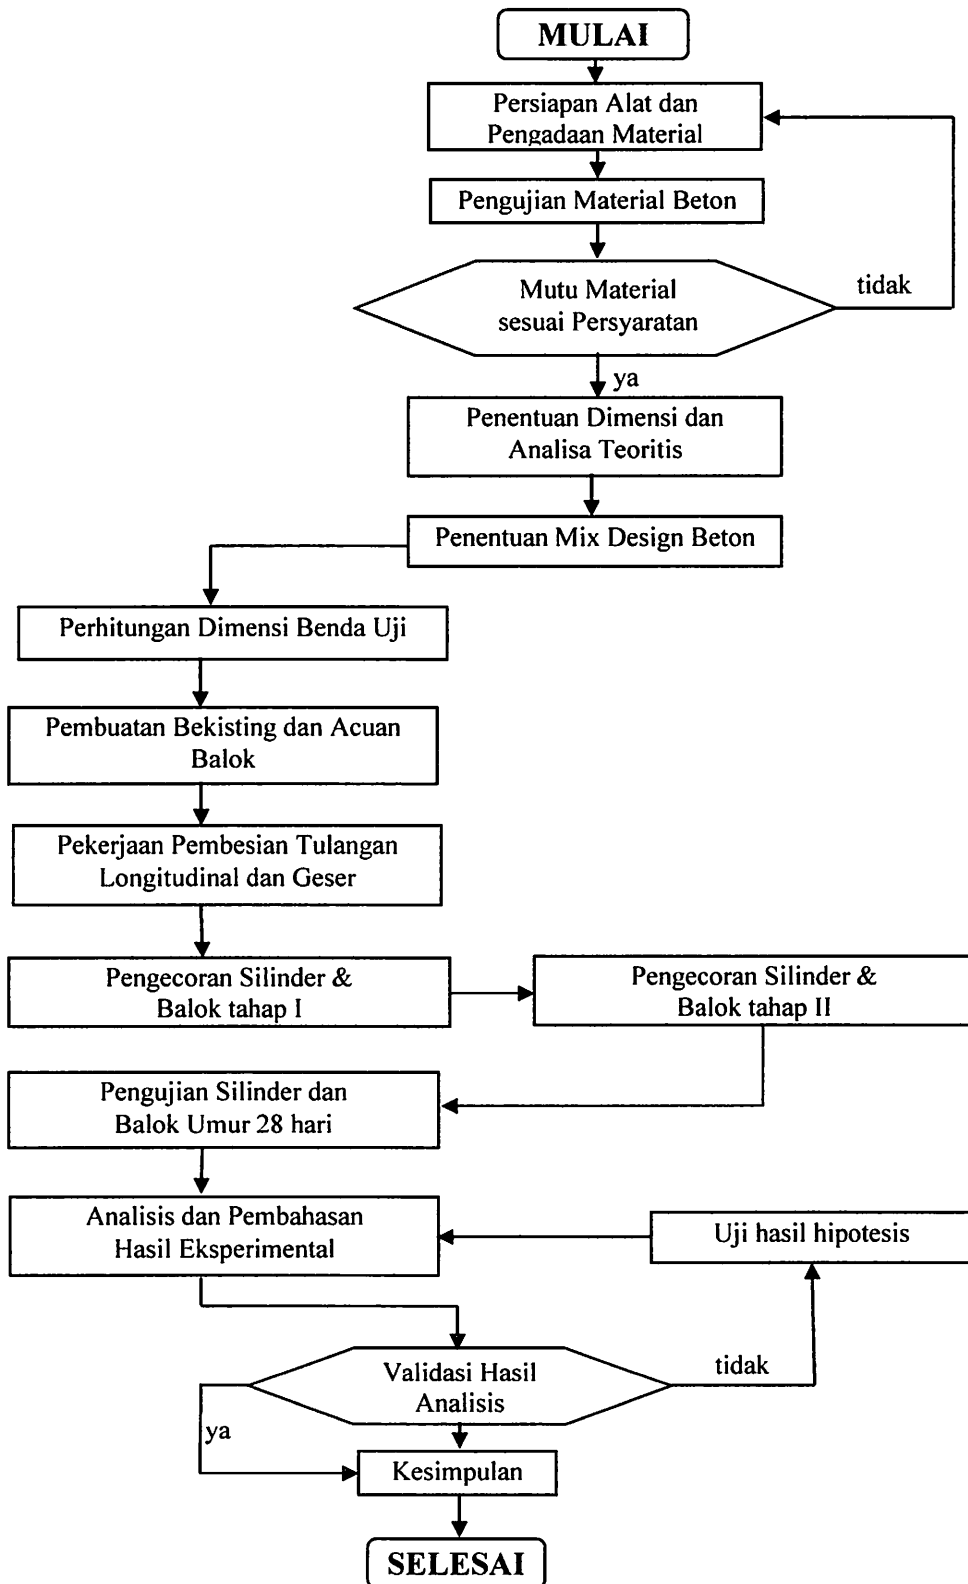 MULAI
Persiapan Alat dan
Pengadaan Material
Pengujian Material Beton
Mutu Material
sesuai Persyaratan
tidak
ya
Penentuan Dimensi dan
Analisa Teoritis
Penentuan Mix Design Beton
Perhitungan Dimensi Benda Uji
Pembuatan Bekisting dan Acuan
Balok
Pekerjaan Pembesian Tulangan
Longitudinal dan Geser
Pengecoran Silinder &
Balok tahap I
Pengecoran Silinder &
Balok tahap II
Pengujian Silinder dan
Balok Umur 28 hari
Analisis dan Pembahasan
Hasil Eksperimental
Uji hasil hipotesis
Validasi Hasil
Analisis
tidak
ya
Kesimpulan
SELESAI